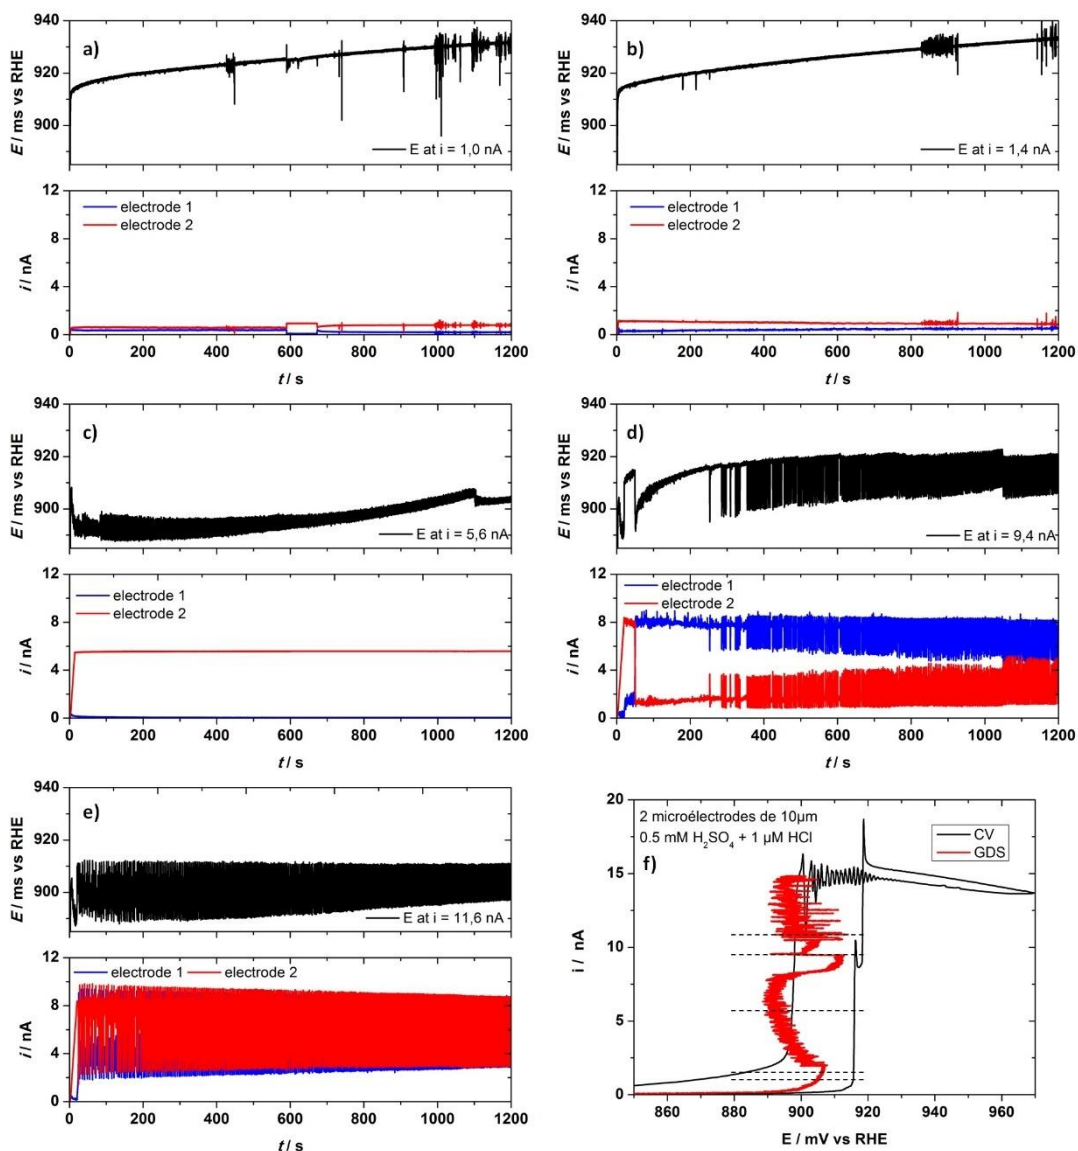 a)
940
920
900
E / ms vs RHE
E at i = 1,0 nA
12
8
4
0
i / nA
electrode 1
electrode 2
0 200 400 600 800 1000 1200
t / s
b)
940
920
900
E / ms vs RHE
E at i = 1,4 nA
12
8
4
0
i / nA
electrode 1
electrode 2
0 200 400 600 800 1000 1200
t / s
c)
940
920
900
E / ms vs RHE
E at i = 5,6 nA
12
8
4
0
i / nA
electrode 1
electrode 2
0 200 400 600 800 1000 1200
t / s
d)
940
920
900
E / ms vs RHE
E at i = 9,4 nA
12
8
4
0
i / nA
electrode 1
electrode 2
0 200 400 600 800 1000 1200
t / s
e)
940
920
900
E / ms vs RHE
E at i = 11,6 nA
12
8
4
0
i / nA
electrode 1 electrode 2
0 200 400 600 800 1000 1200
t / s
20
15
10
5
0
i / nA
2 microélectrodes de 10µm
0.5 mM H₂SO₄ + 1 µM HCl
f)
CV
GDS
860 880 900 920 940 960
E / mV vs RHE